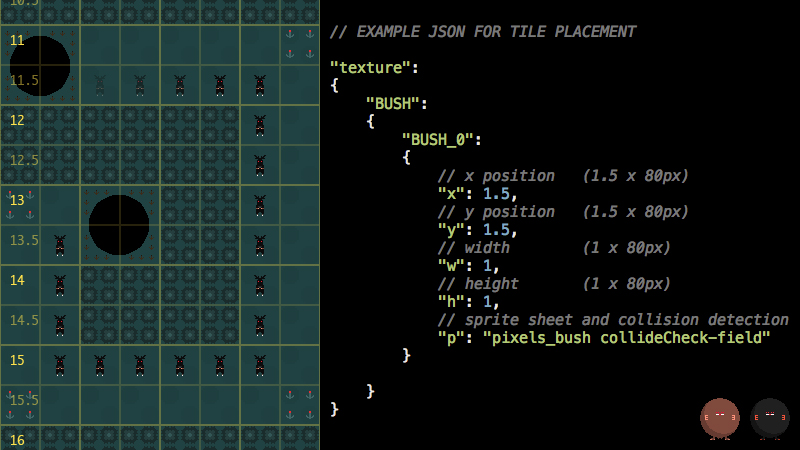 10.5
11
11.5
12
12.5
13
13.5
14
14.5
15
15.5
16
// EXAMPLE JSON FOR TILE PLACEMENT
"texture":
{
"BUSH":
{
"BUSH_0":
{
// x position (1.5 x 80px)
"x": 1.5,
// y position (1.5 x 80px)
"y": 1.5,
// width (1 x 80px)
"w": 1,
// height (1 x 80px)
"h": 1,
// sprite sheet and collision detection
"p": "pixels_bush collideCheck–field"
}
}
}